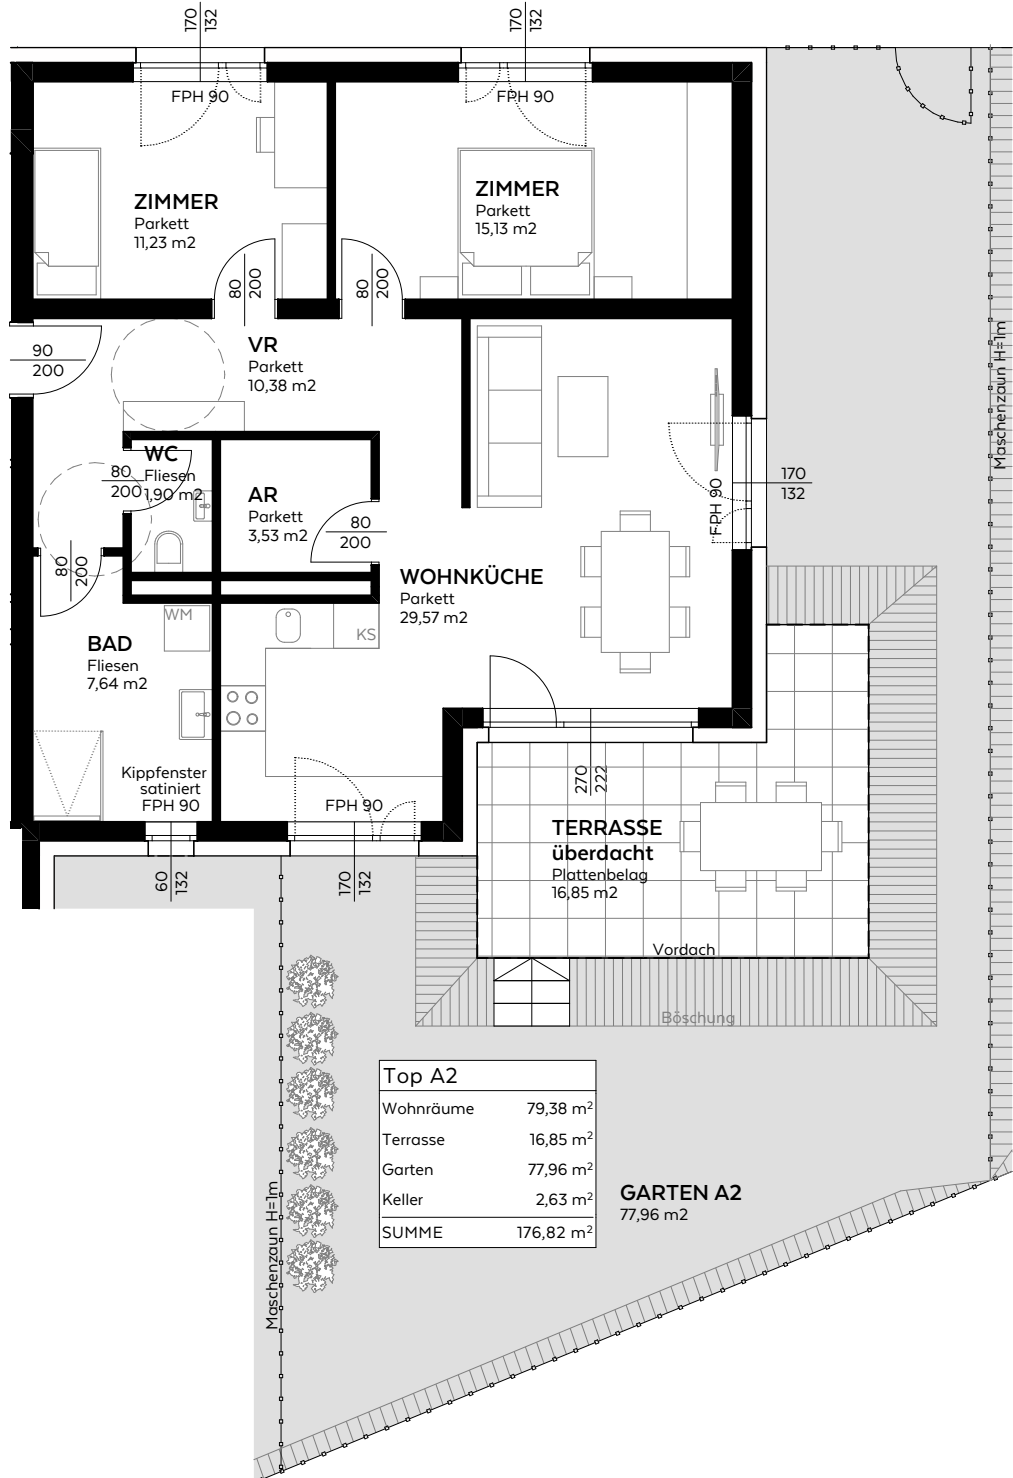 170
132
170
132
FPH 90
FPH 90
ZIMMER
Parkett
11,23 m2
ZIMMER
Parkett
15,13 m2
80
200
80
200
90
200
VR
Parkett
10,38 m2
Maschenzaun H=1m
WC
Fliesen
1,90 m2
80
200
AR
Parkett
3,53 m2
80
200
170
132
FPH 90
80
200
WOHNKÜCHE
Parkett
29,57 m2
WM
KS
BAD
Fliesen
7,64 m2
Kippfenster
satiniert
FPH 90
FPH 90
270
222
TERRASSE
überdacht
Plattenbelag
16,85 m2
60
132
170
132
Vordach
Böschung
Top A2
Wohnräume 79,38 m²
Terrasse 16,85 m²
Garten 77,96 m²
Keller 2,63 m²
SUMME 176,82 m²
GARTEN A2
77,96 m2
Maschenzaun H=1m